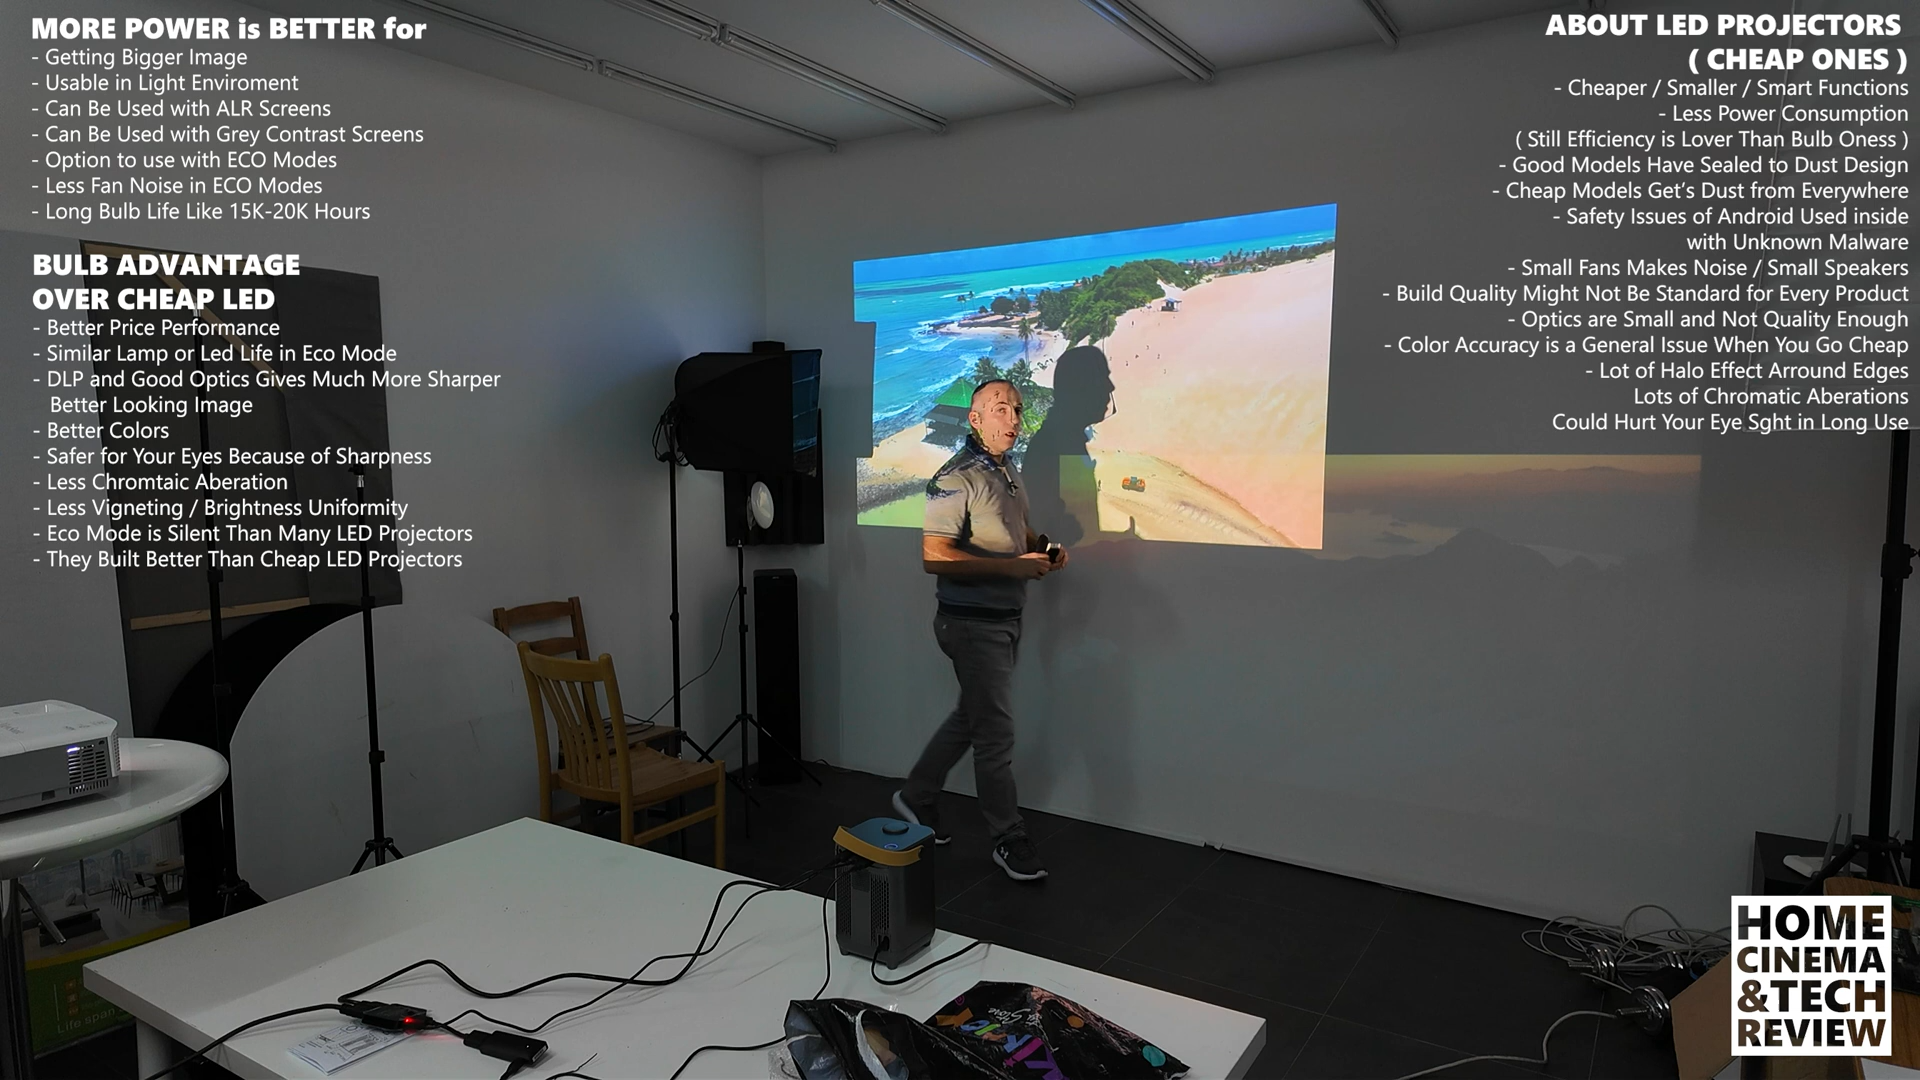 MORE POWER is BETTER for
- Getting Bigger Image
- Usable in Light Enviroment
- Can Be Used with ALR Screens
- Can Be Used with Grey Contrast Screens
- Option to use with ECO Modes
- Less Fan Noise in ECO Modes
- Long Bulb Life Like 15K-20K Hours
BULB ADVANTAGE
OVER CHEAP LED
- Better Price Performance
- Similar Lamp or Led Life in Eco Mode
- DLP and Good Optics Gives Much More Sharper
Better Looking Image
- Better Colors
- Safer for Your Eyes Because of Sharpness
- Less Chromtaic Aberation
- Less Vigneting / Brightness Uniformity
- Eco Mode is Silent Than Many LED Projectors
- They Built Better Than Cheap LED Projectors
ABOUT LED PROJECTORS
( CHEAP ONES )
- Cheaper / Smaller / Smart Functions
- Less Power Consumption
( Still Efficiency is Lover Than Bulb Oness )
- Good Models Have Sealed to Dust Design
- Cheap Models Get's Dust from Everywhere
- Safety Issues of Android Used inside
with Unknown Malware
- Small Fans Makes Noise / Small Speakers
- Build Quality Might Not Be Standard for Every Product
- Optics are Small and Not Quality Enough
- Color Accuracy is a General Issue When You Go Cheap
- Lot of Halo Effect Arround Edges
Lots of Chromatic Aberations
Could Hurt Your Eye Sght in Long Use
Life span
HOME
CINEMA
&TECH
REVIEW